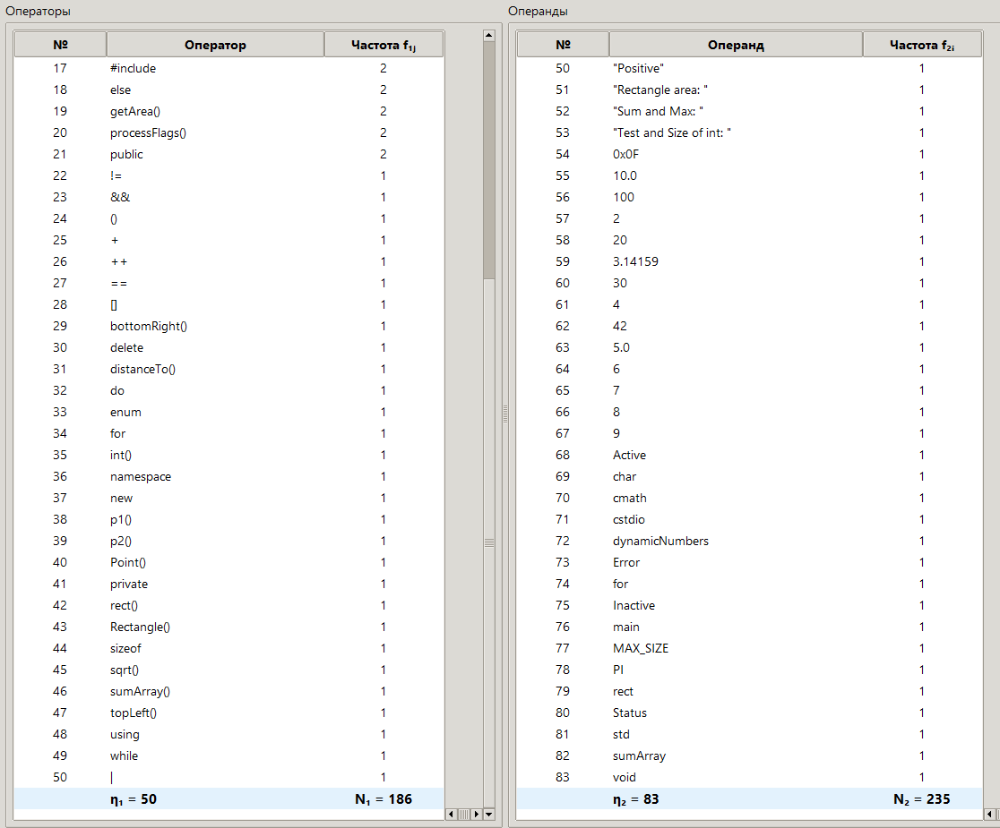 Операторы
№ Оператор Частота f₁ⱼ
17 #include 2
18 else 2
19 getArea() 2
20 processFlags() 2
21 public 2
22 != 1
23 && 1
24 () 1
25 + 1
26 ++ 1
27 == 1
28 [] 1
29 bottomRight() 1
30 delete 1
31 distanceTo() 1
32 do 1
33 enum 1
34 for 1
35 int() 1
36 namespace 1
37 new 1
38 p1() 1
39 p2() 1
40 Point() 1
41 private 1
42 rect() 1
43 Rectangle() 1
44 sizeof 1
45 sqrt() 1
46 sumArray() 1
47 topLeft() 1
48 using 1
49 while 1
50 | 1
η₁ = 50 N₁ = 186
Операнды
№ Операнд Частота f₂ᵢ
50 "Positive" 1
51 "Rectangle area: " 1
52 "Sum and Max: " 1
53 "Test and Size of int: " 1
54 0x0F 1
55 10.0 1
56 100 1
57 2 1
58 20 1
59 3.14159 1
60 30 1
61 4 1
62 42 1
63 5.0 1
64 6 1
65 7 1
66 8 1
67 9 1
68 Active 1
69 char 1
70 cmath 1
71 cstdio 1
72 dynamicNumbers 1
73 Error 1
74 for 1
75 Inactive 1
76 main 1
77 MAX_SIZE 1
78 PI 1
79 rect 1
80 Status 1
81 std 1
82 sumArray 1
83 void 1
η₂ = 83 N₂ = 235